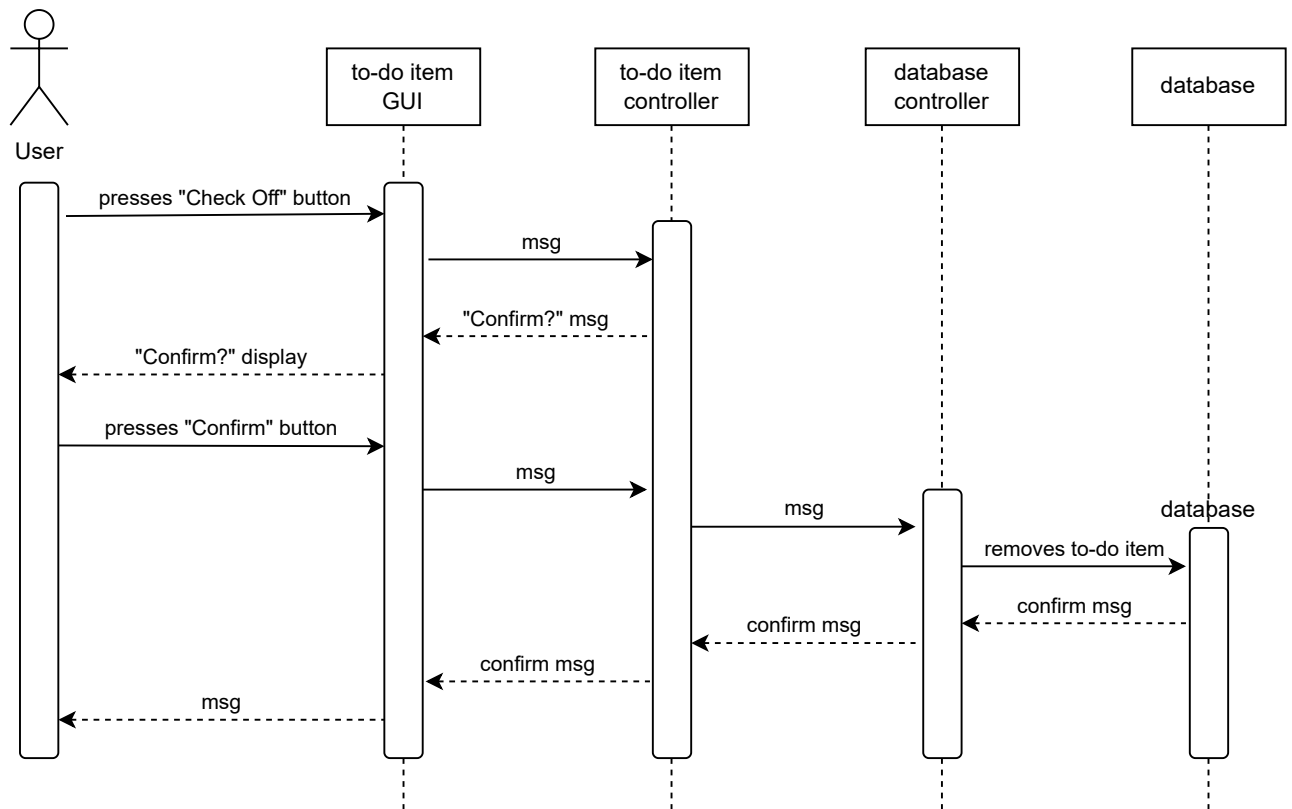 to-do item
GUI
to-do item
controller
database
controller
database
User
presses "Check Off" button
msg
"Confirm?" msg
"Confirm?" display
presses "Confirm" button
msg
msg
database
removes to-do item
confirm msg
confirm msg
confirm msg
msg